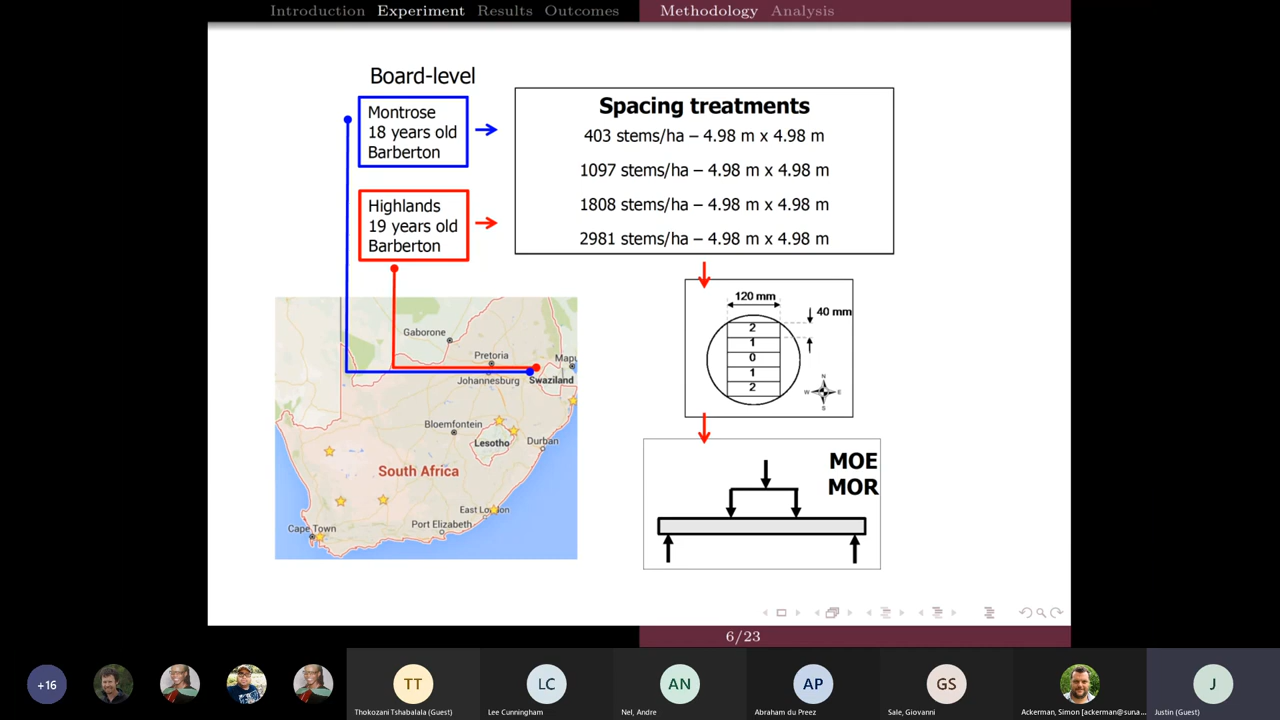 Introduction Experiment Results Outcomes Methodology Analysis
Board-level
Montrose
18 years old
Barberton
Highlands
19 years old
Barberton
Spacing treatments
403 stems/ha – 4.98 m x 4.98 m
1097 stems/ha – 4.98 m x 4.98 m
1808 stems/ha – 4.98 m x 4.98 m
2981 stems/ha – 4.98 m x 4.98 m
120 mm
40 mm
2
1
0
1
2
N
W E
S
Gaborone
Pretoria
Mapu
Johannesburg
Swaziland
Bloemfontein
Lesotho
Durban
South Africa
East London
Cape Town
Port Elizabeth
MOE
MOR
6/23
+16
TT
LC
AN
AP
GS
J
Thokozani Tshabalala (Guest)
Lee Cunningham
Nel, Andre
Abraham du Preez
Sale, Giovanni
Ackerman, Simon [ackerman@suna...
Justin (Guest)